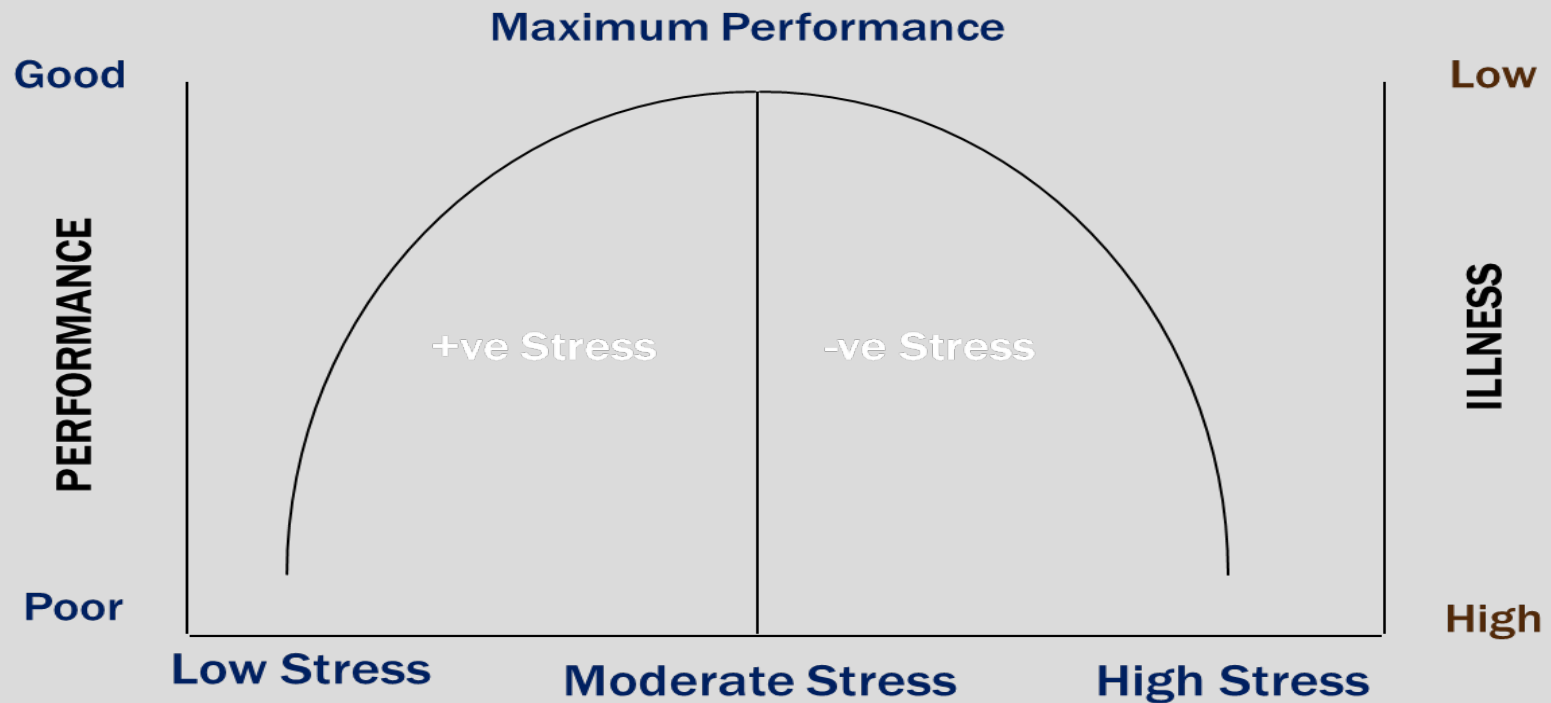 Maximum Performance
Good
Low
PERFORMANCE
ILLNESS
+ve Stress
-ve Stress
Poor
High
Low Stress
Moderate Stress
High Stress